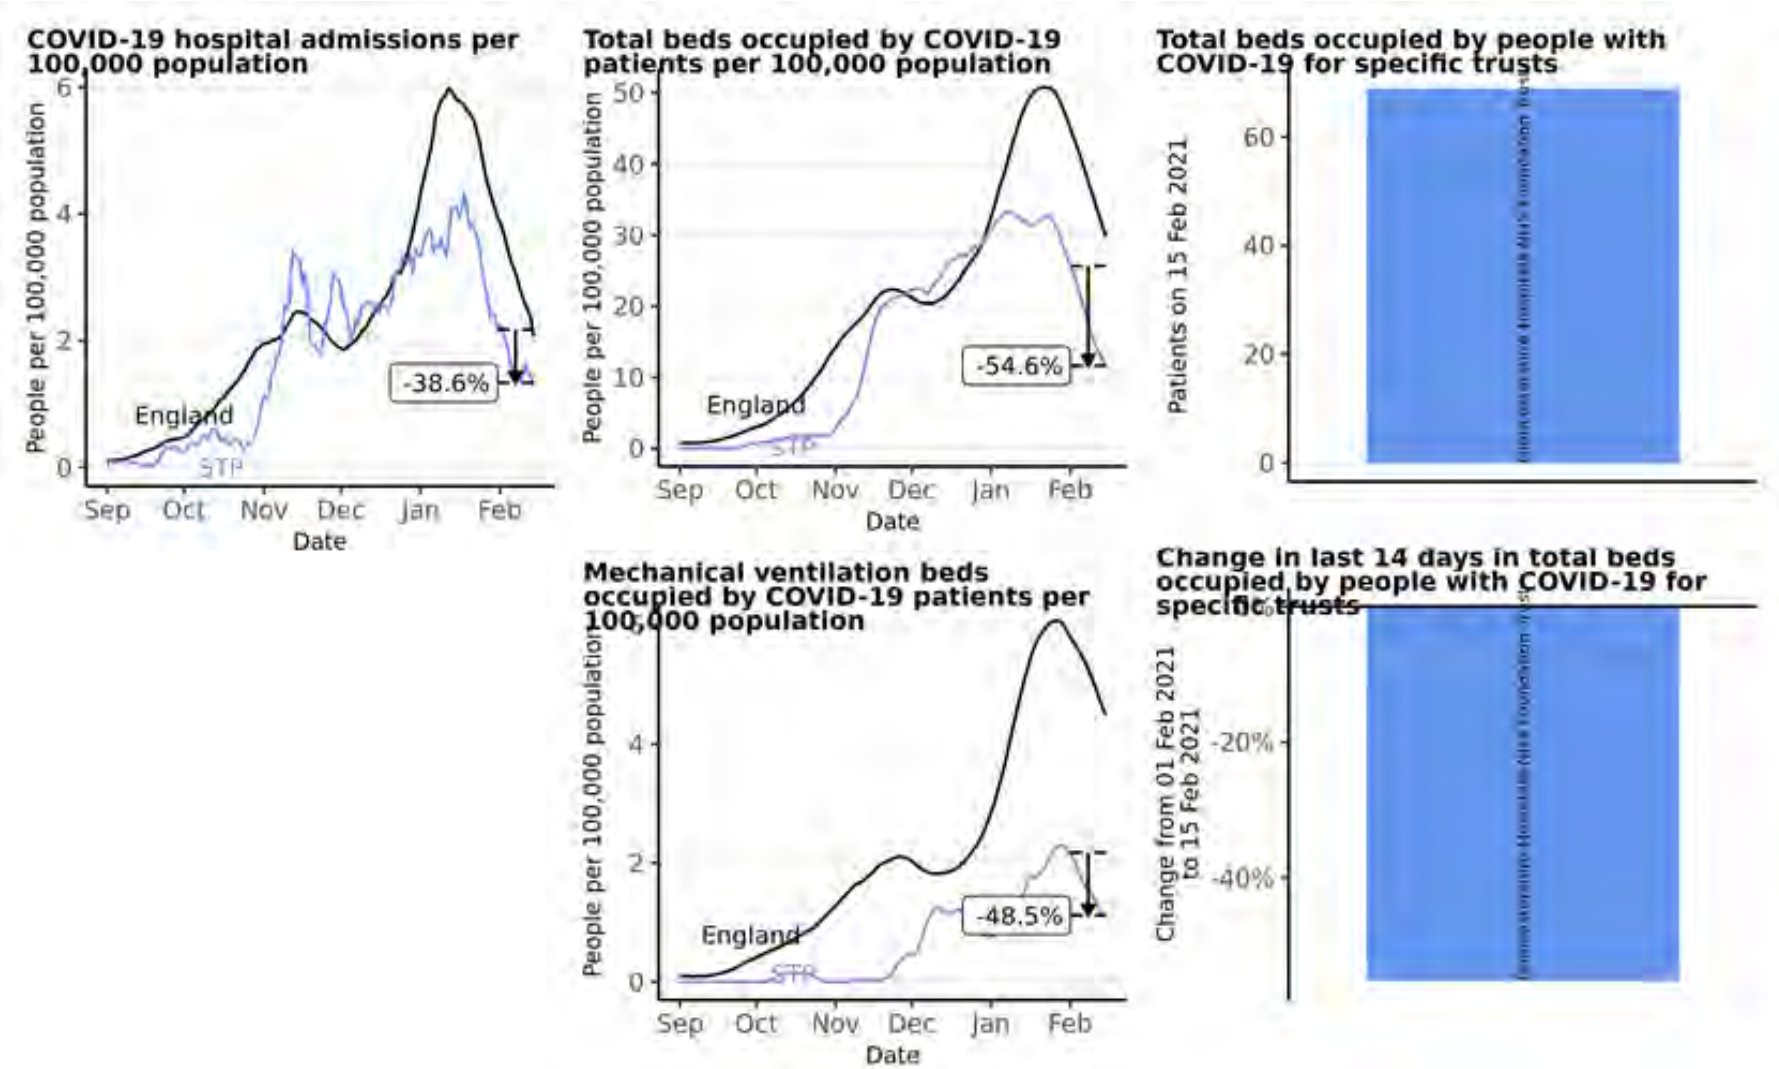 COVID-19 hospital admissions per
100,000 population
People per 100,000 population
6
4
2
0
England
STP
-38.6%
Sep Oct Nov Dec Jan Feb
Date
Total beds occupied by COVID-19
patients per 100,000 population
People per 100,000 population
50
40
30
20
10
0
England
STP
-54.6%
Sep Oct Nov Dec Jan Feb
Date
Total beds occupied by people with
COVID-19 for specific trusts
Patients on 15 Feb 2021
60
40
20
0
Mechanical ventilation beds
occupied by COVID-19 patients per
100,000 population
People per 100,000 population
4
2
0
England
STP
-48.5%
Sep Oct Nov Dec Jan Feb
Date
Change in last 14 days in total beds
occupied by people with COVID-19 for
specific trusts
Change from 01 Feb 2021
to 15 Feb 2021
-20%
-40%